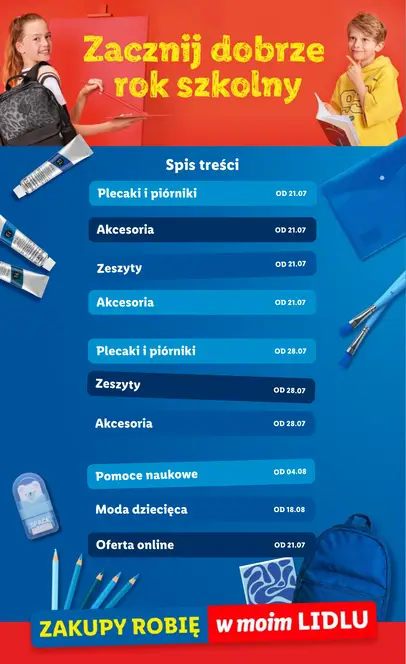 Zacznij dobrze
rok szkolny
Spis treści
Plecaki i piórniki OD 21.07
Akcesoria OD 21.07
Zeszyty OD 21.07
Akcesoria OD 21.07
Plecaki i piórniki OD 28.07
Zeszyty OD 28.07
Akcesoria OD 28.07
Pomoce naukowe OD 04.08
Moda dziecięca OD 18.08
Oferta online OD 21.07
ZAKUPY ROBIĘ w moim LIDLU